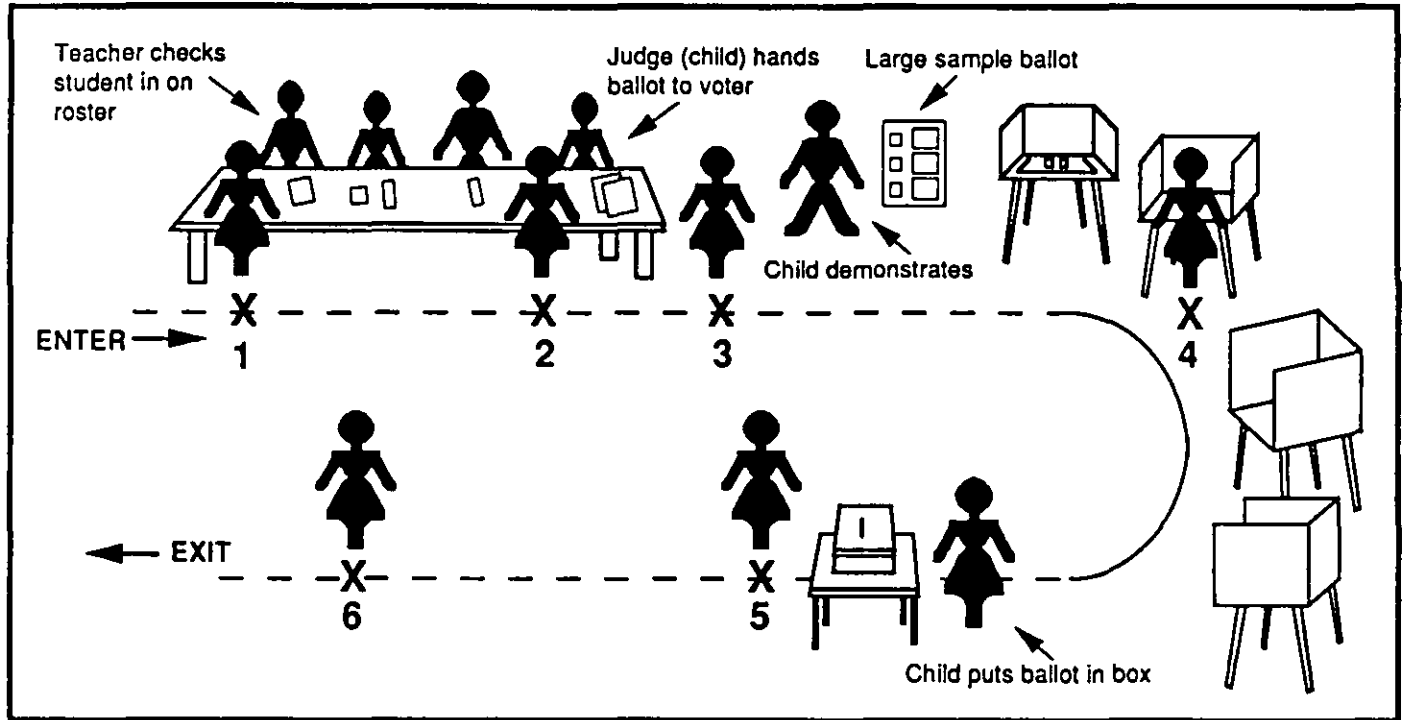 Teacher checks
student in on
roster
Judge (child) hands
ballot to voter
Large sample ballot
Child demonstrates
ENTER
X
1
X
2
X
3
X
4
EXIT
X
6
X
5
Child puts ballot in box